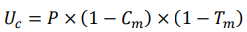 U_c = P × (1 − C_m) × (1 − T_m)